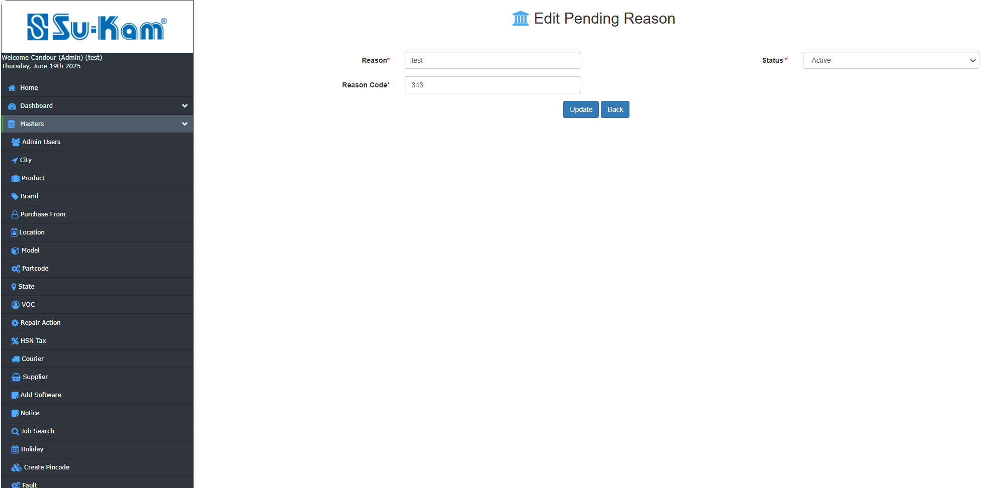 Su-Kam®
Welcome Candour (Admin) (test)
Thursday, June 19th 2025
Home
Dashboard
Masters
Admin Users
City
Product
Brand
Purchase From
Location
Model
Partcode
State
VOC
Repair Action
HSN Tax
Courier
Supplier
Add Software
Notice
Job Search
Holiday
Create Pincode
Fault
Edit Pending Reason
Reason* test
Status * Active
Reason Code* 343
Update Back